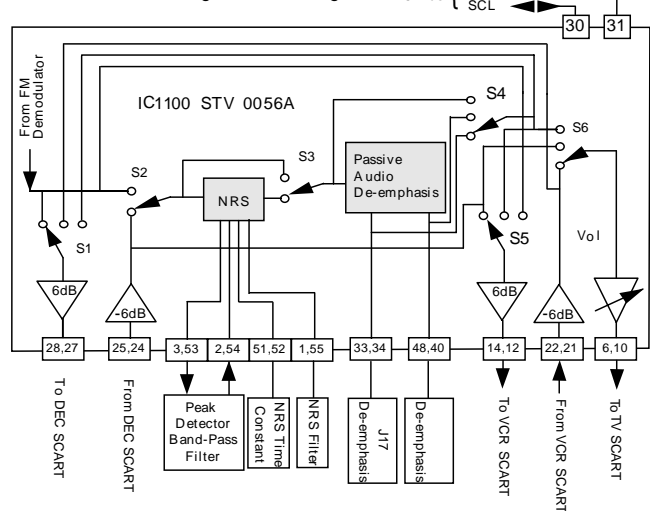 SCL
30
31
From FM
Demodulator
IC1100 STV 0056A
S4
S6
S2
S3
Passive
Audio
De-emphasis
NRS
S1
S5
Vol
6dB
-6dB
6dB
-6dB
28,27
25,24
3,53
2,54
51,52
1,55
33,34
48,40
14,12
22,21
6,10
To DEC SCART
From DEC SCART
Peak
Detector
Band-Pass
Filter
NRS Time
Constant
NRS Filter
J17
De-emphasis
De-emphasis
To VCR SCART
From VCR SCART
To TV SCART